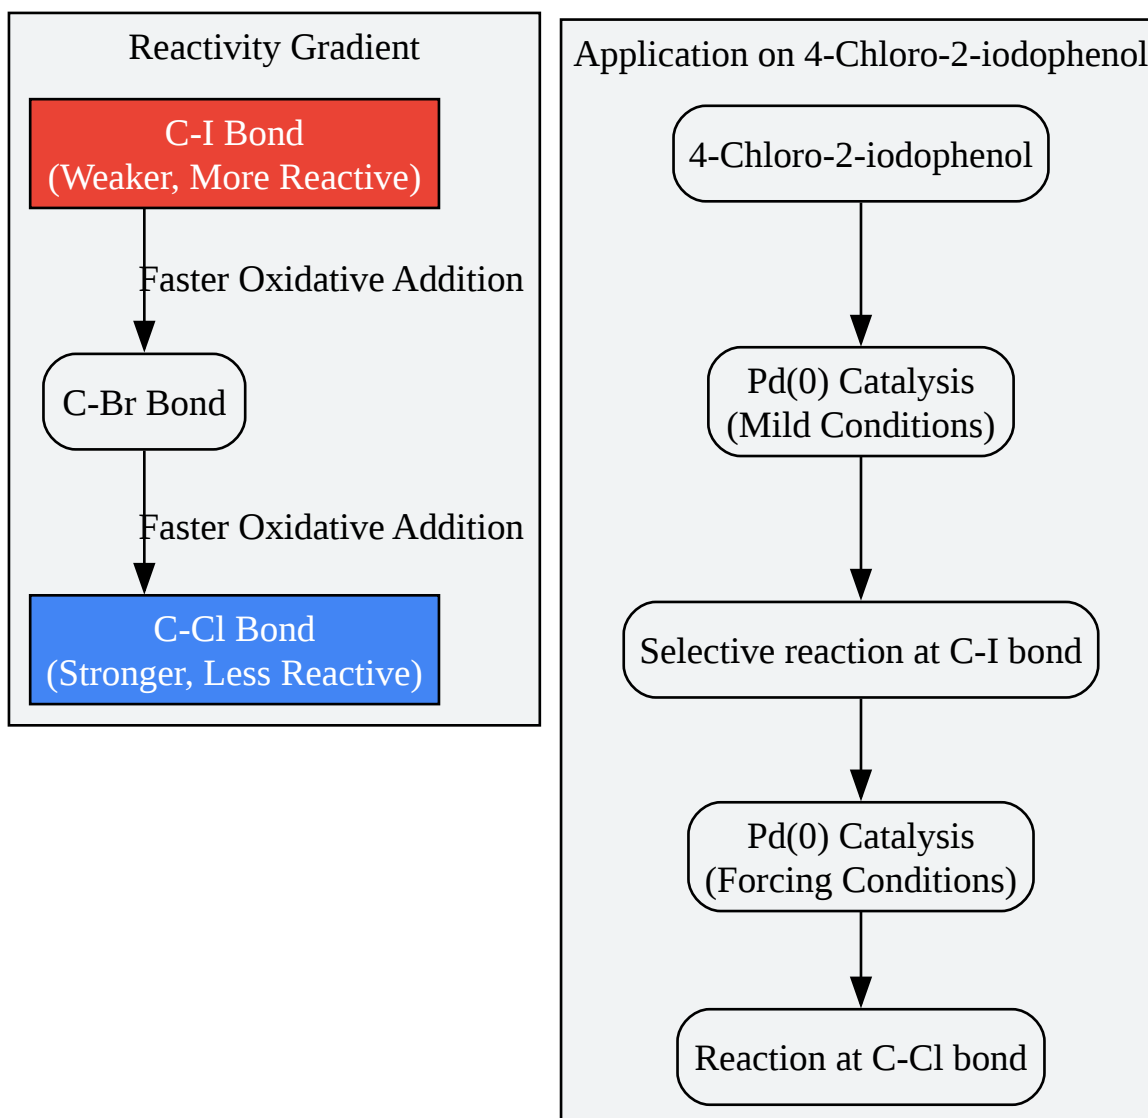 Reactivity Gradient
C-I Bond
(Weaker, More Reactive)
Faster Oxidative Addition
C-Br Bond
Faster Oxidative Addition
C-Cl Bond
(Stronger, Less Reactive)
Application on 4-Chloro-2-iodophenol
4-Chloro-2-iodophenol
Pd(0) Catalysis
(Mild Conditions)
Selective reaction at C-I bond
Pd(0) Catalysis
(Forcing Conditions)
Reaction at C-Cl bond